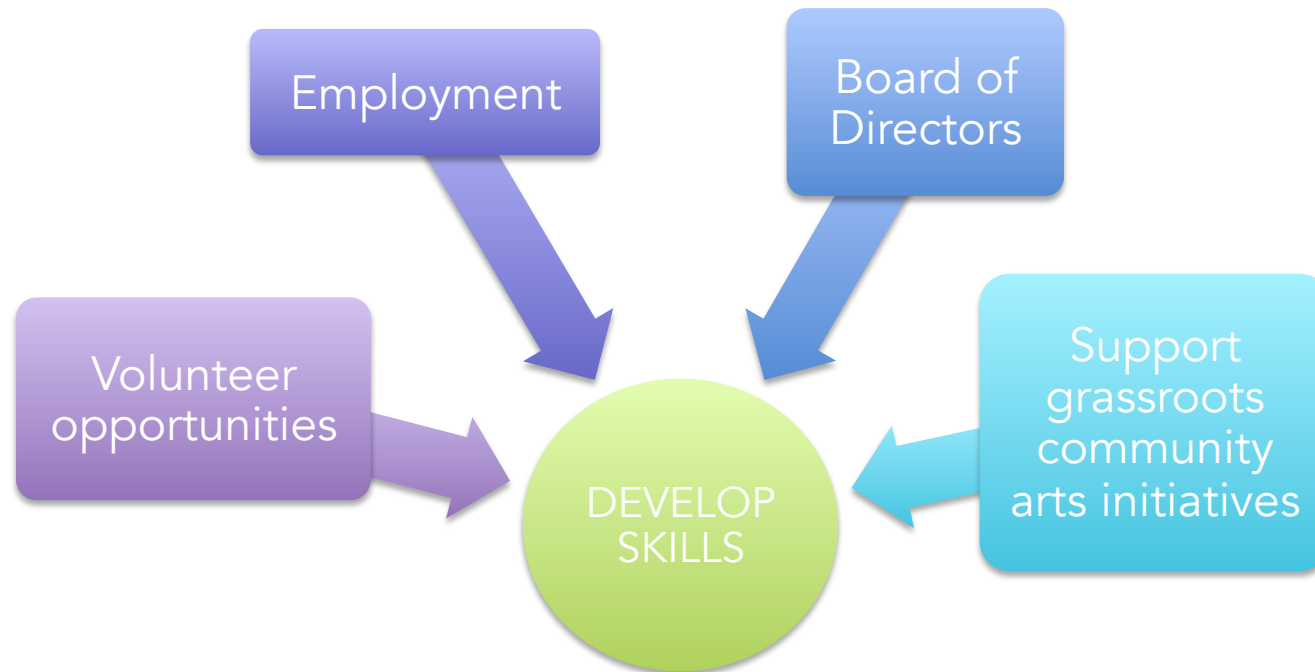 Employment
Board of
Directors
Volunteer
opportunities
Support
grassroots
community
arts initiatives
DEVELOP
SKILLS